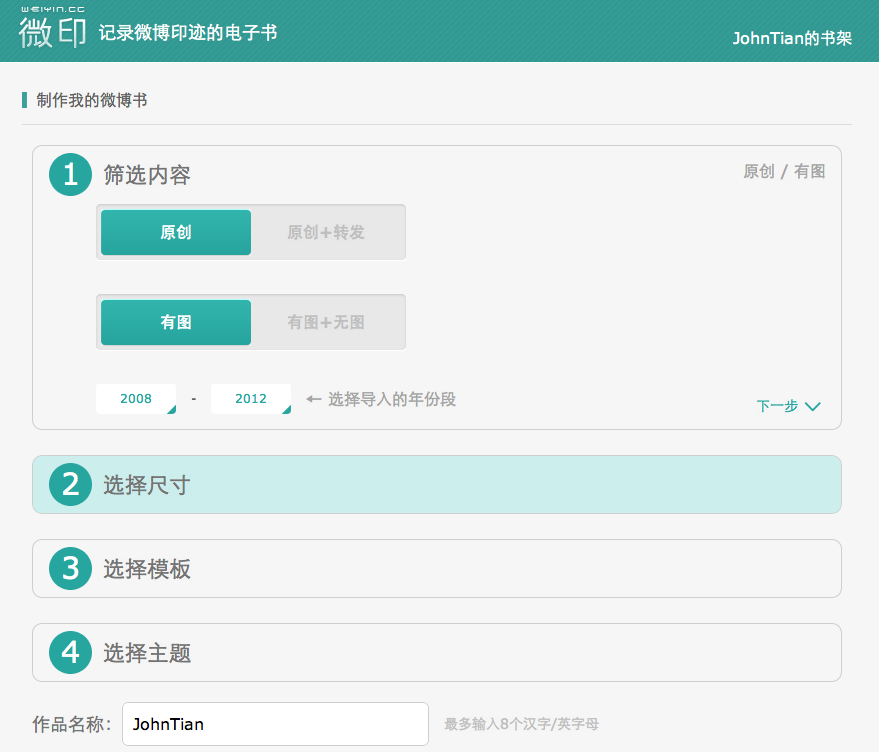 微印 记录微博印迹的电子书
JohnTian的书架
制作我的微博书
1 筛选内容
原创 / 有图
原创 原创+转发
有图 有图+无图
2008 - 2012 ← 选择导入的年份段
下一步
2 选择尺寸
3 选择模板
4 选择主题
作品名称: JohnTian 最多输入8个汉字/英字母